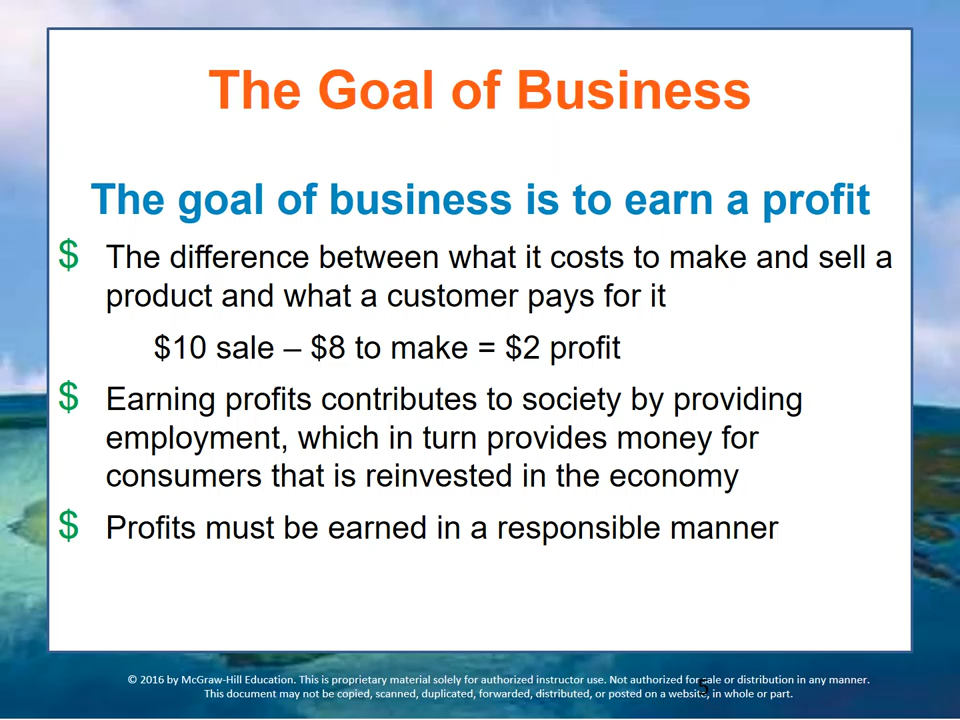 The Goal of Business
The goal of business is to earn a profit
$ The difference between what it costs to make and sell a
product and what a customer pays for it
$10 sale – $8 to make = $2 profit
$ Earning profits contributes to society by providing
employment, which in turn provides money for
consumers that is reinvested in the economy
$ Profits must be earned in a responsible manner
© 2016 by McGraw-Hill Education. This is proprietary material solely for authorized instructor use. Not authorized for sale or distribution in any manner.
This document may not be copied, scanned, duplicated, forwarded, distributed, or posted on a website, in whole or part.
5